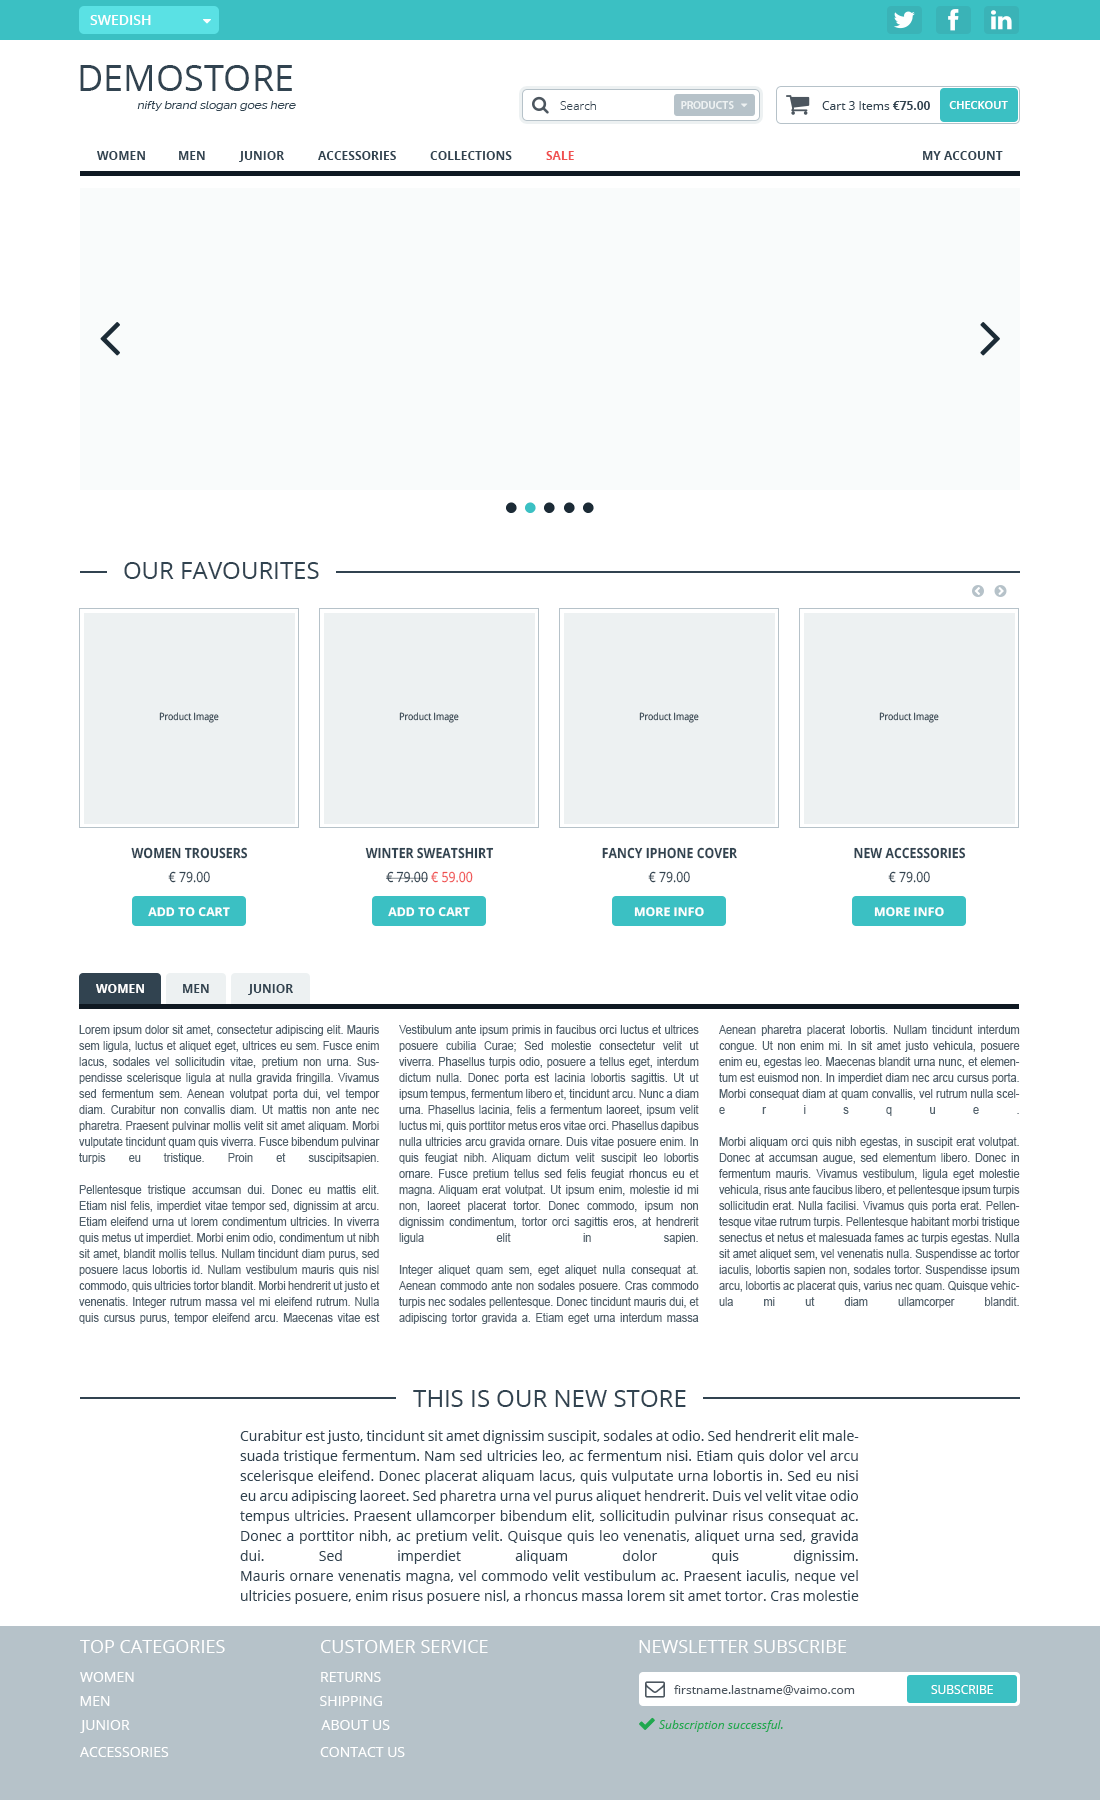 SWEDISH
DEMOSTORE
nifty brand slogan goes here
Search
PRODUCTS
Cart 3 Items €75.00
CHECKOUT
WOMEN MEN JUNIOR ACCESSORIES COLLECTIONS SALE MY ACCOUNT
OUR FAVOURITES
Product Image Product Image Product Image Product Image
WOMEN TROUSERS
€ 79.00
ADD TO CART
WINTER SWEATSHIRT
€ 79.00 € 59.00
ADD TO CART
FANCY IPHONE COVER
€ 79.00
MORE INFO
NEW ACCESSORIES
€ 79.00
MORE INFO
WOMEN MEN JUNIOR
Lorem ipsum dolor sit amet, consectetur adipiscing elit. Mauris
sem ligula, luctus et aliquet eget, ultrices eu sem. Fusce enim
lacus, sodales vel sollicitudin vitae, pretium non urna. Sus-
pendisse scelerisque ligula at nulla gravida fringilla. Vivamus
sed fermentum sem. Aenean volutpat porta dui, vel tempor
diam. Curabitur non convallis diam. Ut mattis non ante nec
pharetra. Praesent pulvinar mollis velit sit amet aliquam. Morbi
vulputate tincidunt quam quis viverra. Fusce bibendum pulvinar
turpis eu tristique. Proin et suscipitsapien.
Pellentesque tristique accumsan dui. Donec eu mattis elit.
Etiam nisl felis, imperdiet vitae tempor sed, dignissim at arcu.
Etiam eleifend urna ut lorem condimentum ultricies. In viverra
quis metus ut imperdiet. Morbi enim odio, condimentum ut nibh
sit amet, blandit mollis tellus. Nullam tincidunt diam purus, sed
posuere lacus lobortis id. Nullam vestibulum mauris quis nisl
commodo, quis ultricies tortor blandit. Morbi hendrerit ut justo et
venenatis. Integer rutrum massa vel mi eleifend rutrum. Nulla
quis cursus purus, tempor eleifend arcu. Maecenas vitae est
Vestibulum ante ipsum primis in faucibus orci luctus et ultrices
posuere cubilia Curae; Sed molestie consectetur velit ut
viverra. Phasellus turpis odio, posuere a tellus eget, interdum
dictum nulla. Donec porta est lacinia lobortis sagittis. Ut ut
ipsum tempus, fermentum libero et, tincidunt arcu. Nunc a diam
urna. Phasellus lacinia, felis a fermentum laoreet, ipsum velit
luctus mi, quis porttitor metus eros vitae orci. Phasellus dapibus
nulla ultricies arcu gravida ornare. Duis vitae posuere enim. In
quis feugiat nibh. Aliquam dictum velit suscipit leo lobortis
ornare. Fusce pretium tellus sed felis feugiat rhoncus eu et
magna. Aliquam erat volutpat. Ut ipsum enim, molestie id mi
non, laoreet placerat tortor. Donec commodo, ipsum non
dignissim condimentum, tortor orci sagittis eros, at hendrerit
ligula elit in sapien.
Integer aliquet quam sem, eget aliquet nulla consequat at.
Aenean commodo ante non sodales posuere. Cras commodo
turpis nec sodales pellentesque. Donec tincidunt mauris dui, et
adipiscing tortor gravida a. Etiam eget urna interdum massa
Aenean pharetra placerat lobortis. Nullam tincidunt interdum
congue. Ut non enim mi. In sit amet justo vehicula, posuere
enim eu, egestas leo. Maecenas blandit urna nunc, et elemen-
tum est euismod non. In imperdiet diam nec arcu cursus porta.
Morbi consequat diam at quam convallis, vel rutrum nulla scel-
e r i s q u e .
Morbi aliquam orci quis nibh egestas, in suscipit erat volutpat.
Donec at accumsan augue, sed elementum libero. Donec in
fermentum mauris. Vivamus vestibulum, ligula eget molestie
vehicula, risus ante faucibus libero, et pellentesque ipsum turpis
sollicitudin erat. Nulla facilisi. Vivamus quis porta erat. Pellen-
tesque vitae rutrum turpis. Pellentesque habitant morbi tristique
senectus et netus et malesuada fames ac turpis egestas. Nulla
sit amet aliquet sem, vel venenatis nulla. Suspendisse ac tortor
iaculis, lobortis sapien non, sodales tortor. Suspendisse ipsum
arcu, lobortis ac placerat quis, varius nec quam. Quisque vehic-
ula mi ut diam ullamcorper blandit.
THIS IS OUR NEW STORE
Curabitur est justo, tincidunt sit amet dignissim suscipit, sodales at odio. Sed hendrerit elit male-
suada tristique fermentum. Nam sed ultricies leo, ac fermentum nisi. Etiam quis dolor vel arcu
scelerisque eleifend. Donec placerat aliquam lacus, quis vulputate urna lobortis in. Sed eu nisi
eu arcu adipiscing laoreet. Sed pharetra urna vel purus aliquet hendrerit. Duis vel velit vitae odio
tempus ultricies. Praesent ullamcorper bibendum elit, sollicitudin pulvinar risus consequat ac.
Donec a porttitor nibh, ac pretium velit. Quisque quis leo venenatis, aliquet urna sed, gravida
dui. Sed imperdiet aliquam dolor quis dignissim.
Mauris ornare venenatis magna, vel commodo velit vestibulum ac. Praesent iaculis, neque vel
ultricies posuere, enim risus posuere nisl, a rhoncus massa lorem sit amet tortor. Cras molestie
TOP CATEGORIES
WOMEN
MEN
JUNIOR
ACCESSORIES
CUSTOMER SERVICE
RETURNS
SHIPPING
ABOUT US
CONTACT US
NEWSLETTER SUBSCRIBE
firstname.lastname@vaimo.com
SUBSCRIBE
Subscription successful.